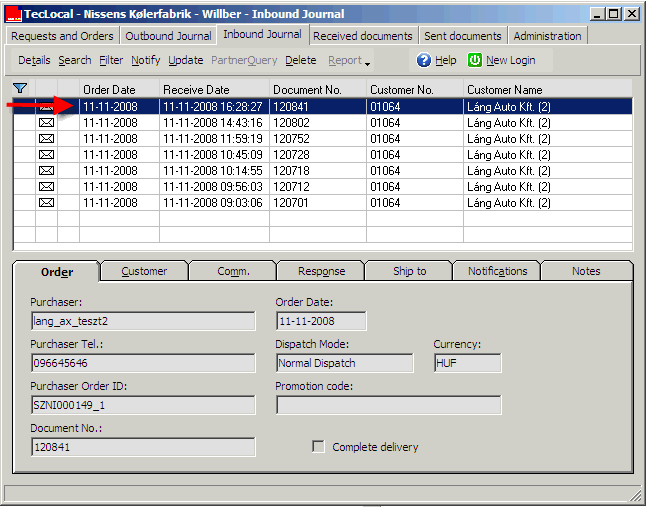 TecLocal - Nissens Kølerfabrik - Willber - Inbound Journal
Requests and Orders Outbound Journal Inbound Journal Received documents Sent documents Administration
Details Search Filter Notify Update PartnerQuery Delete Report Help New Login
Order Date Receive Date Document No. Customer No. Customer Name
11-11-2008 11-11-2008 16:28:27 120841 01064 Láng Auto Kft. (2)
11-11-2008 11-11-2008 14:43:16 120802 01064 Láng Auto Kft. (2)
11-11-2008 11-11-2008 11:59:19 120752 01064 Láng Auto Kft. (2)
11-11-2008 11-11-2008 10:45:09 120728 01064 Láng Auto Kft. (2)
11-11-2008 11-11-2008 10:14:55 120718 01064 Láng Auto Kft. (2)
11-11-2008 11-11-2008 09:56:03 120712 01064 Láng Auto Kft. (2)
11-11-2008 11-11-2008 09:03:06 120701 01064 Láng Auto Kft. (2)
Order Customer Comm. Response Ship to Notifications Notes
Purchaser: Order Date:
lang_ax_teszt2 11-11-2008
Purchaser Tel.: Dispatch Mode: Currency:
096645646 Normal Dispatch HUF
Purchaser Order ID: Promotion code:
SZNI000149_1
Document No.:
120841 Complete delivery